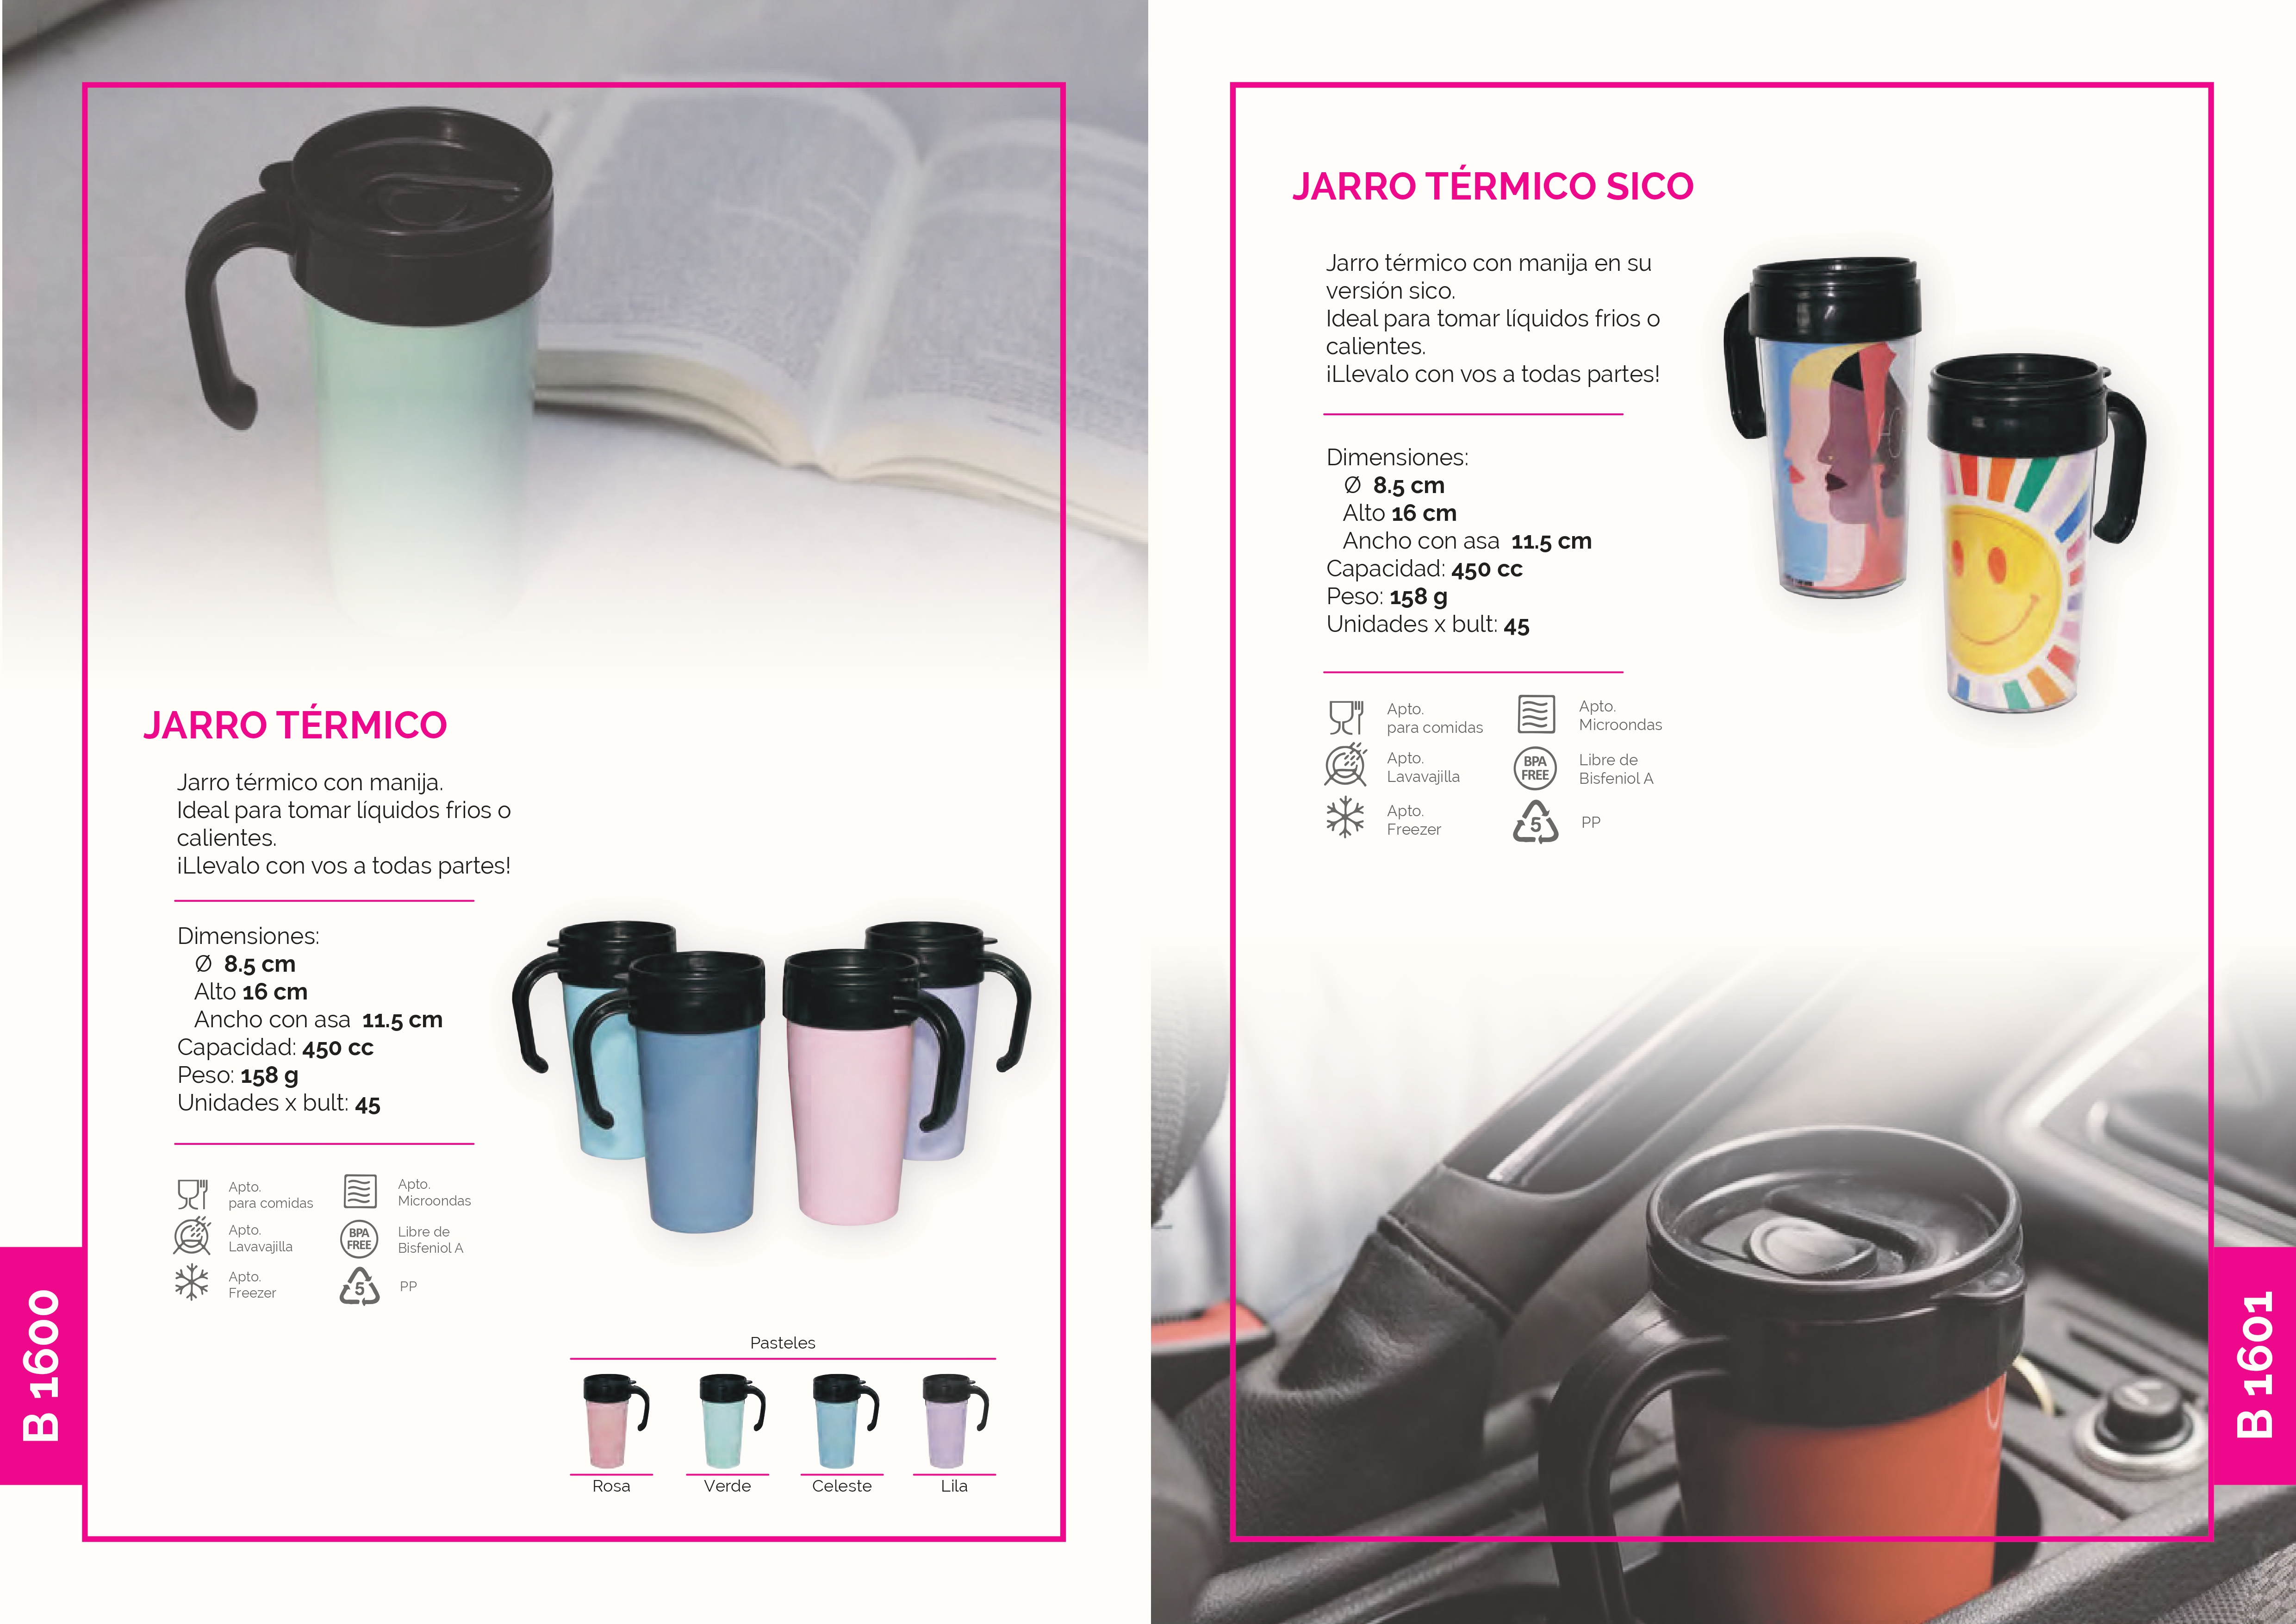 JARRO TÉRMICO
Jarro térmico con manija.
Ideal para tomar líquidos frios o
calientes.
¡Llevalo con vos a todas partes!
Dimensiones:
Ø 8.5 cm
Alto 16 cm
Ancho con asa 11.5 cm
Capacidad: 450 cc
Peso: 158 g
Unidades x bult: 45
Apto.
para comidas
Apto.
Microondas
Apto.
Lavavajilla
BPA
FREE
Libre de
Bisfeniol A
Apto.
Freezer
5
PP
Pasteles
Rosa
Verde
Celeste
Lila
B 1600
JARRO TÉRMICO SICO
Jarro térmico con manija en su
versión sico.
Ideal para tomar líquidos frios o
calientes.
¡Llevalo con vos a todas partes!
Dimensiones:
Ø 8.5 cm
Alto 16 cm
Ancho con asa 11.5 cm
Capacidad: 450 cc
Peso: 158 g
Unidades x bult: 45
Apto.
para comidas
Apto.
Microondas
Apto.
Lavavajilla
BPA
FREE
Libre de
Bisfeniol A
Apto.
Freezer
5
PP
B 1601